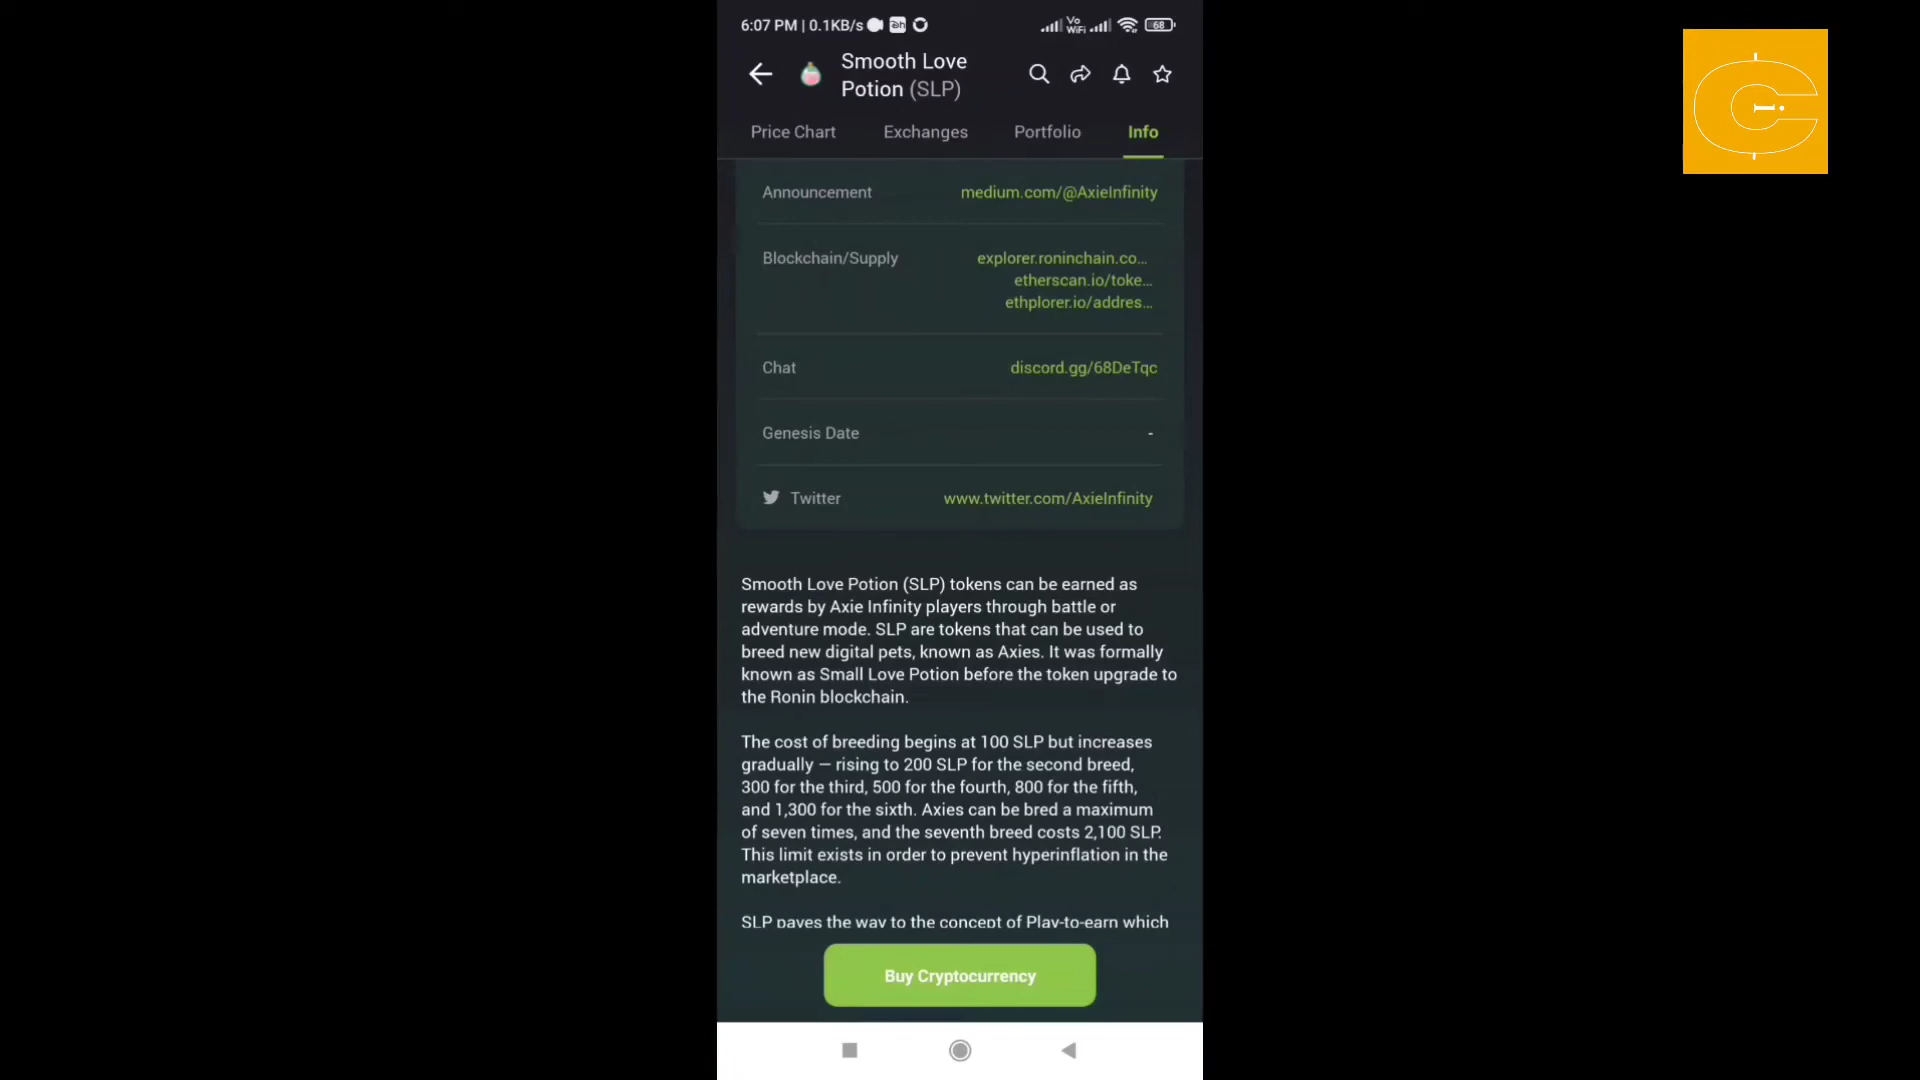 6:07 PM | 0.1KB/s
Vo
WiFi
68
Smooth Love
Potion (SLP)
Price Chart
Exchanges
Portfolio
Info
Announcement
medium.com/@AxieInfinity
Blockchain/Supply
explorer.roninchain.co...
etherscan.io/toke...
ethplorer.io/addres...
Chat
discord.gg/68DeTqc
Genesis Date
-
Twitter
www.twitter.com/AxieInfinity
Smooth Love Potion (SLP) tokens can be earned as
rewards by Axie Infinity players through battle or
adventure mode. SLP are tokens that can be used to
breed new digital pets, known as Axies. It was formally
known as Small Love Potion before the token upgrade to
the Ronin blockchain.
The cost of breeding begins at 100 SLP but increases
gradually — rising to 200 SLP for the second breed,
300 for the third, 500 for the fourth, 800 for the fifth,
and 1,300 for the sixth. Axies can be bred a maximum
of seven times, and the seventh breed costs 2,100 SLP.
This limit exists in order to prevent hyperinflation in the
marketplace.
SLP paves the way to the concept of Play-to-earn which
Buy Cryptocurrency